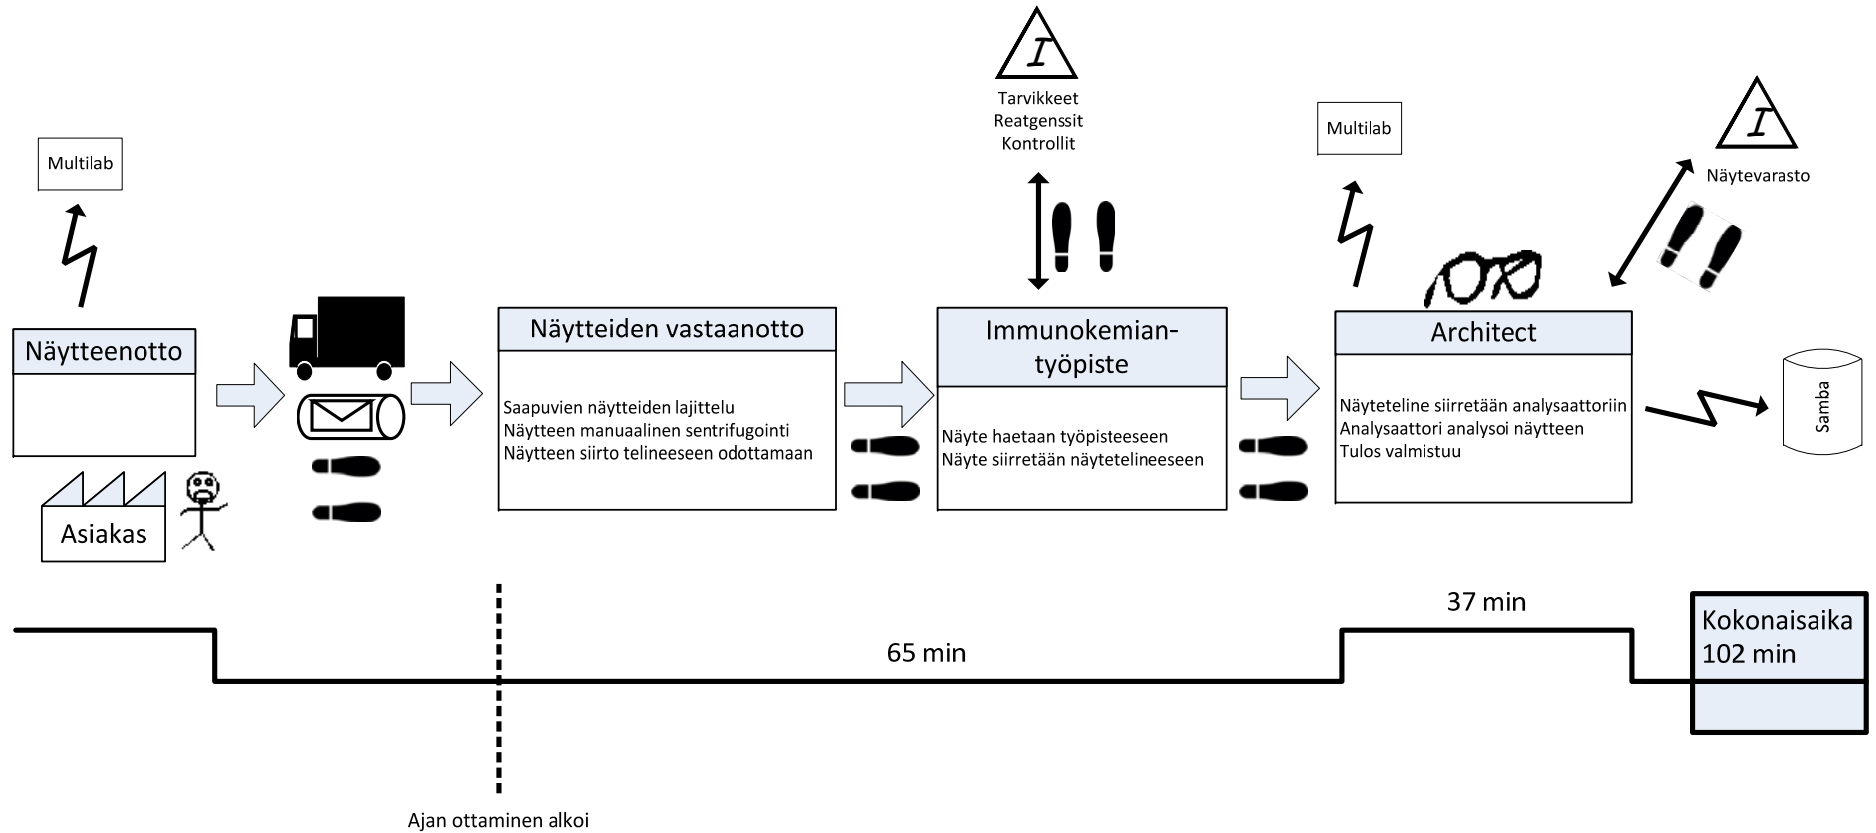 I
Tarvikkeet
Reatgenssit
Kontrollit
I
Näytevarasto
Multilab
Multilab
Näytteenotto
Asiakas
Näytteiden vastaanotto
Saapuvien näytteiden lajittelu
Näytteen manuaalinen sentrifugointi
Näytteen siirto telineeseen odottamaan
Immunokemian-
työpiste
Näyte haetaan työpisteeseen
Näyte siirretään näytetelineeseen
Architect
Näyteteline siirretään analysaattoriin
Analysaattori analysoi näytteen
Tulos valmistuu
Samba
65 min
37 min
Kokonaisaika
102 min
Ajan ottaminen alkoi